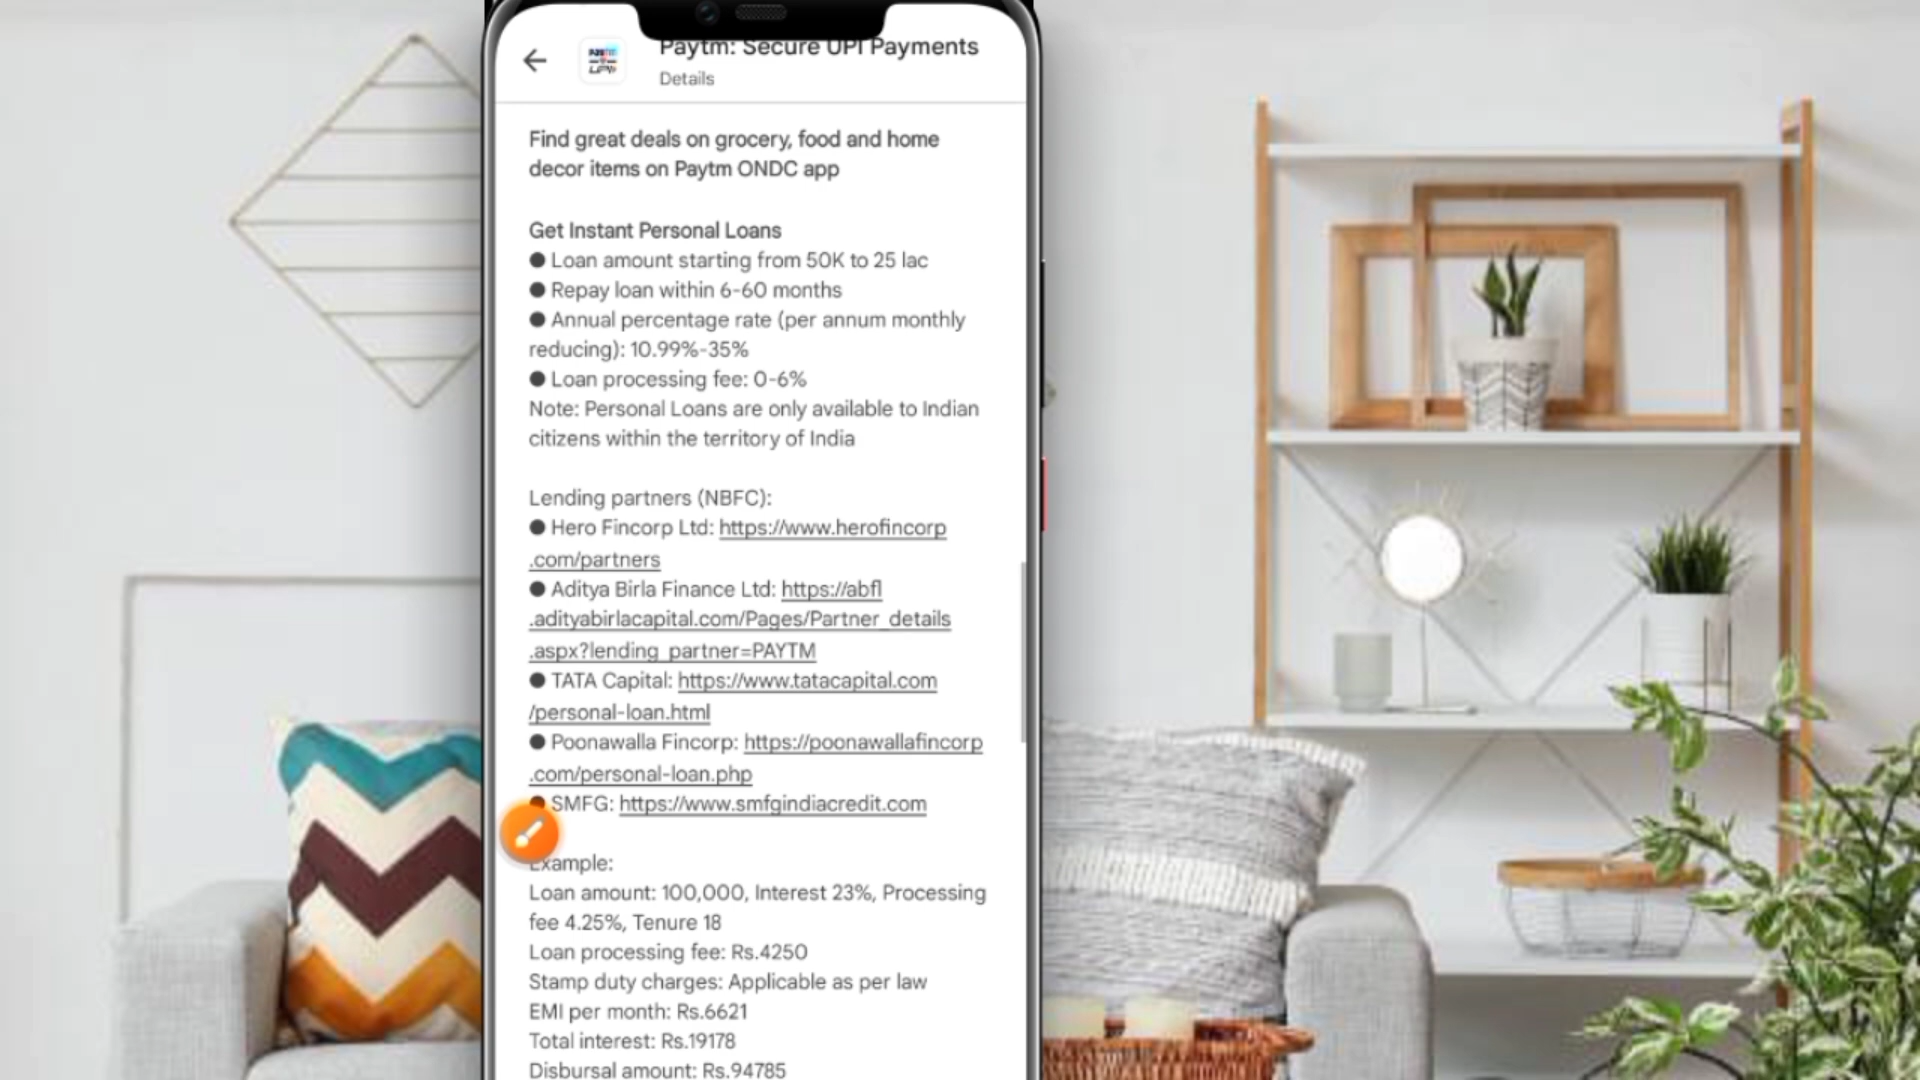 Paytm: Secure UPI Payments
Details
Find great deals on grocery, food and home
decor items on Paytm ONDC app
Get Instant Personal Loans
● Loan amount starting from 50K to 25 lac
● Repay loan within 6-60 months
● Annual percentage rate (per annum monthly
reducing): 10.99%-35%
● Loan processing fee: 0-6%
Note: Personal Loans are only available to Indian
citizens within the territory of India
Lending partners (NBFC):
● Hero Fincorp Ltd: https://www.herofincorp
.com/partners
● Aditya Birla Finance Ltd: https://abfl
.adityabirlacapital.com/Pages/Partner_details
.aspx?lending_partner=PAYTM
● TATA Capital: https://www.tatacapital.com
/personal-loan.html
● Poonawalla Fincorp: https://poonawallafincorp
.com/personal-loan.php
● SMFG: https://www.smfgindiacredit.com
Example:
Loan amount: 100,000, Interest 23%, Processing
fee 4.25%, Tenure 18
Loan processing fee: Rs.4250
Stamp duty charges: Applicable as per law
EMI per month: Rs.6621
Total interest: Rs.19178
Disbursal amount: Rs.94785